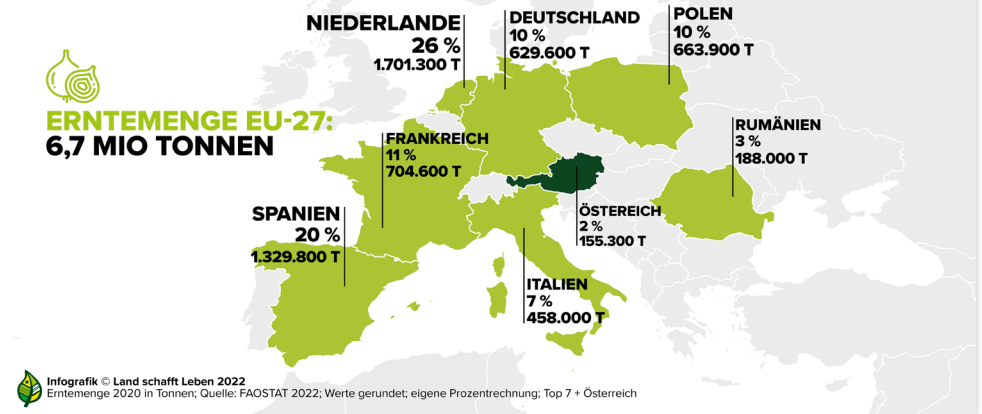 NIEDERLANDE
26 %
1.701.300 T
DEUTSCHLAND
10 %
629.600 T
POLEN
10 %
663.900 T
ERNTEMENGE EU-27:
6,7 MIO TONNEN
FRANKREICH
11 %
704.600 T
RUMÄNIEN
3 %
188.000 T
SPANIEN
20 %
1.329.800 T
ÖSTERREICH
2 %
155.300 T
ITALIEN
7 %
458.000 T
Infografik © Land schafft Leben 2022
Erntemenge 2020 in Tonnen; Quelle: FAOSTAT 2022; Werte gerundet; eigene Prozentrechnung; Top 7 + Österreich